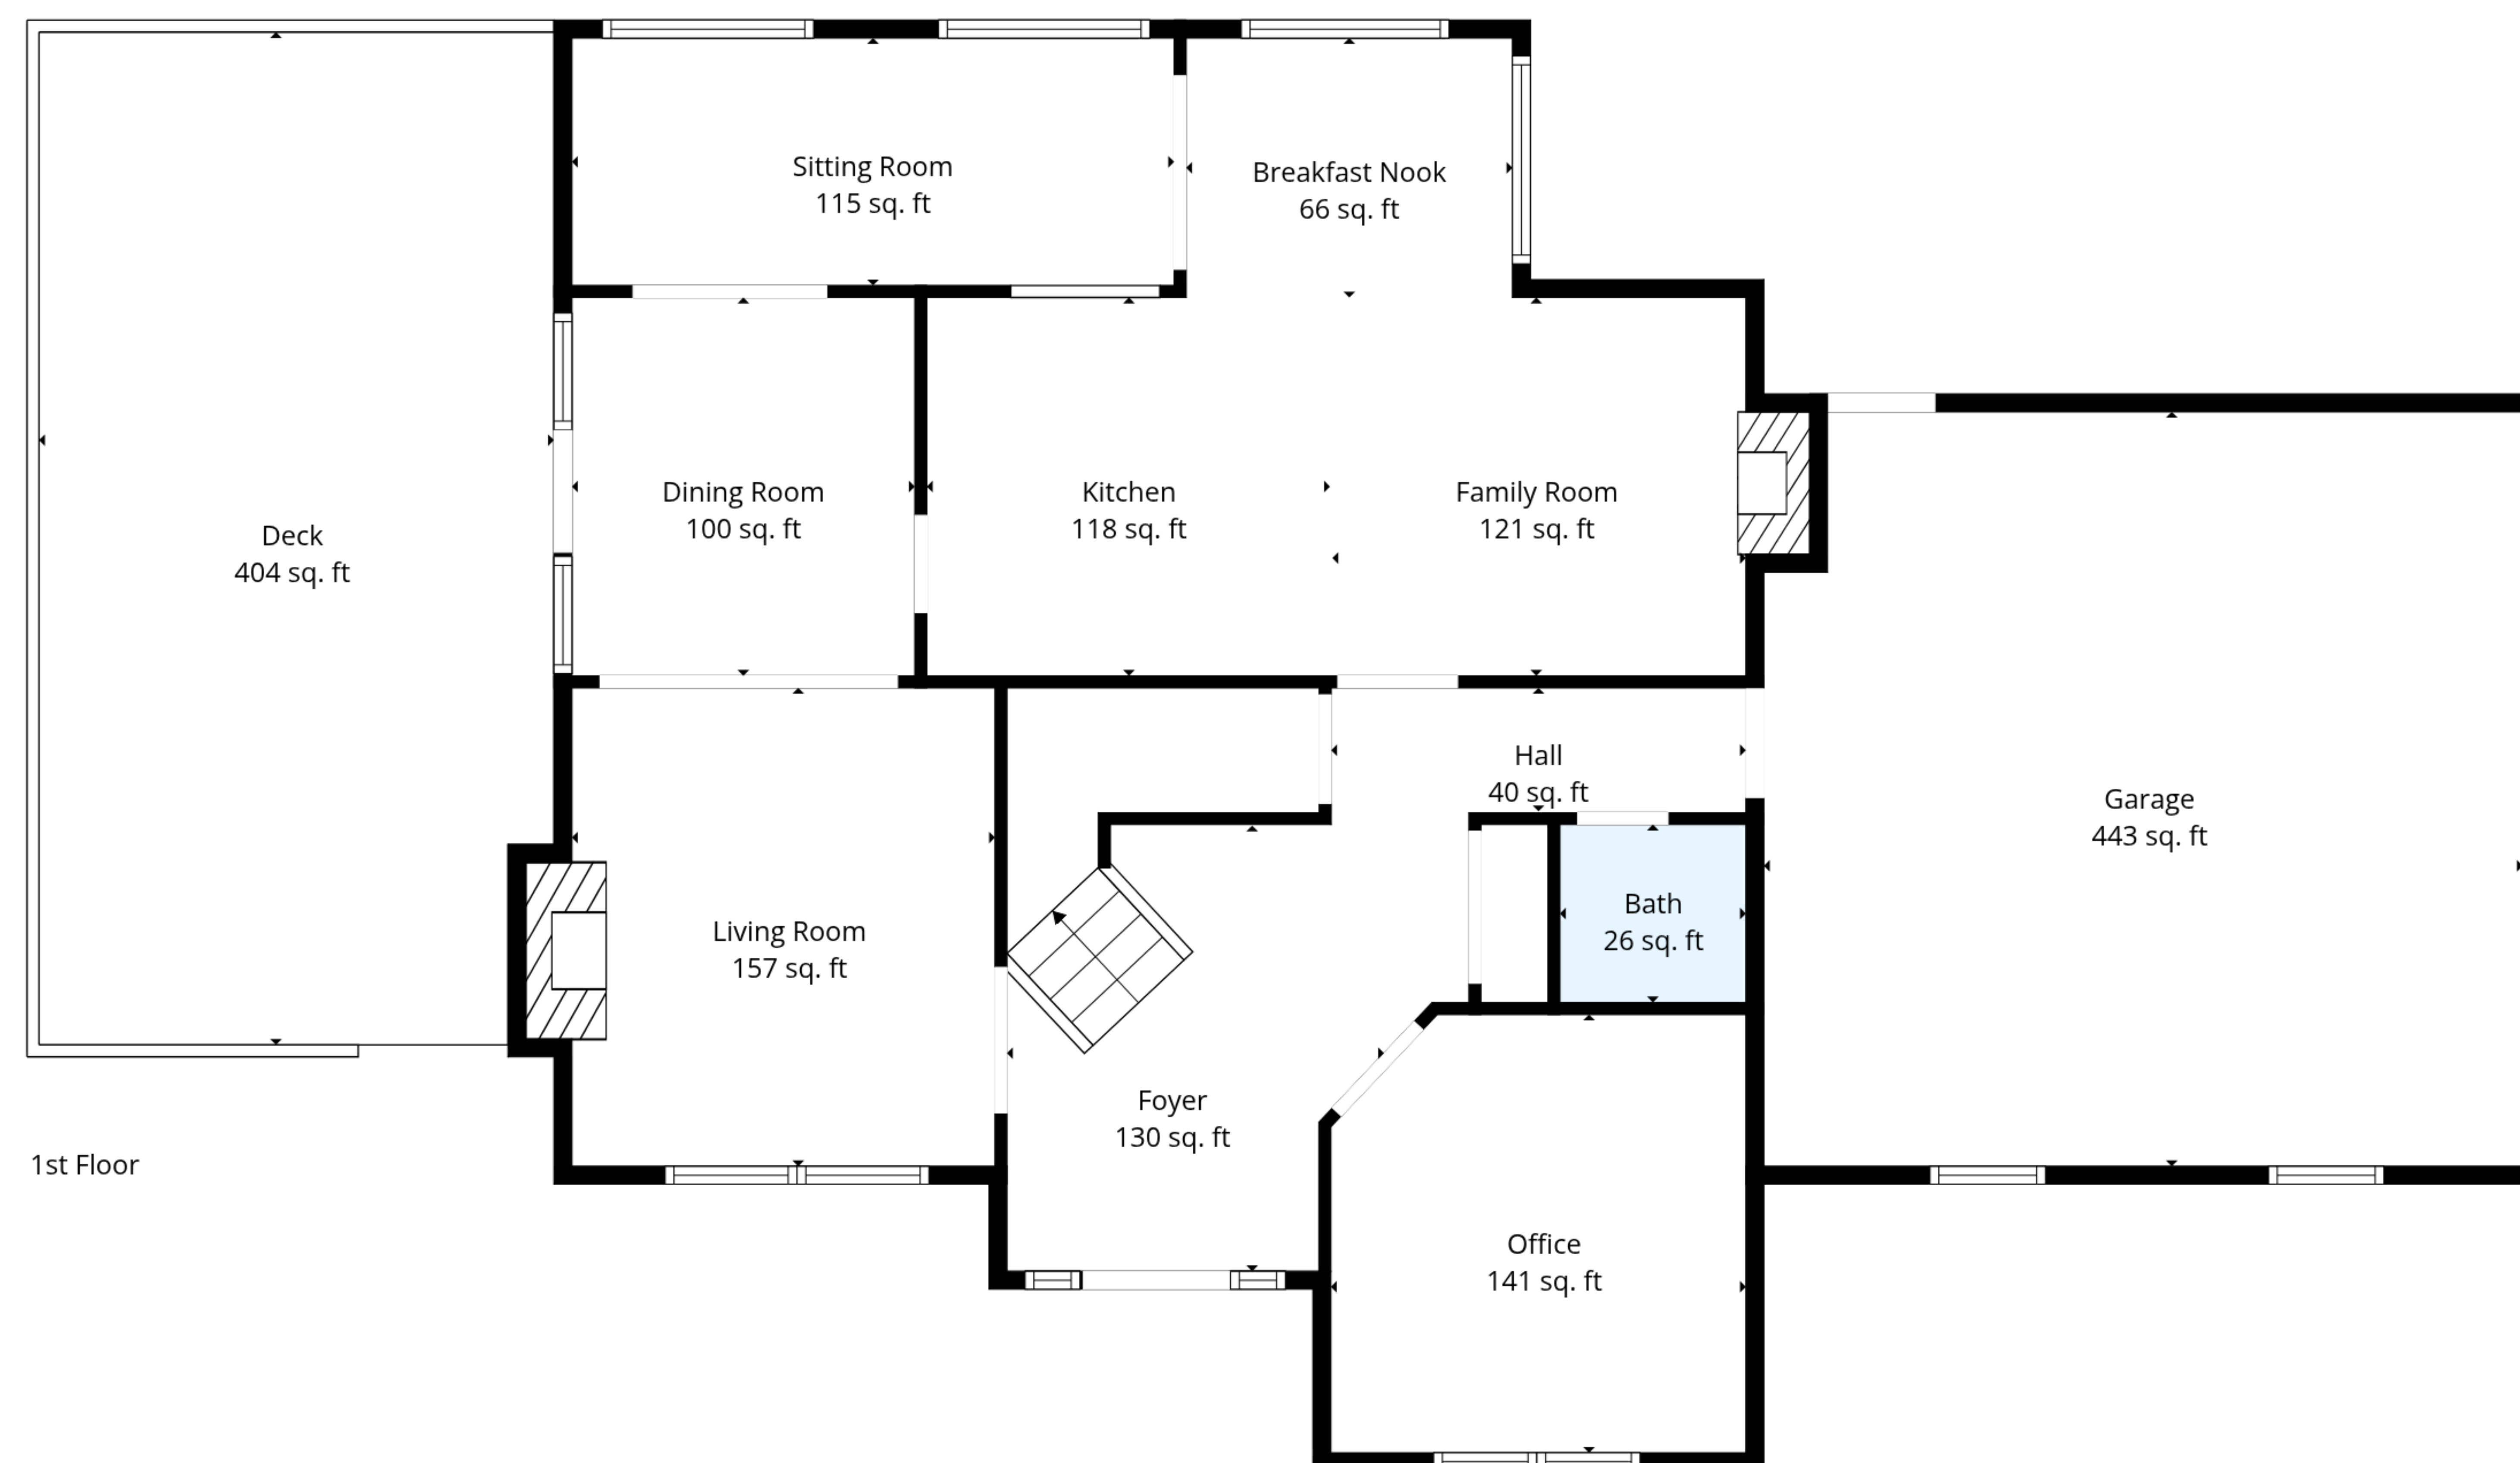 Sitting Room
115 sq. ft
Breakfast Nook
66 sq. ft
Deck
404 sq. ft
Dining Room
100 sq. ft
Kitchen
118 sq. ft
Family Room
121 sq. ft
Hall
40 sq. ft
Garage
443 sq. ft
Living Room
157 sq. ft
Bath
26 sq. ft
Foyer
130 sq. ft
1st Floor
Office
141 sq. ft